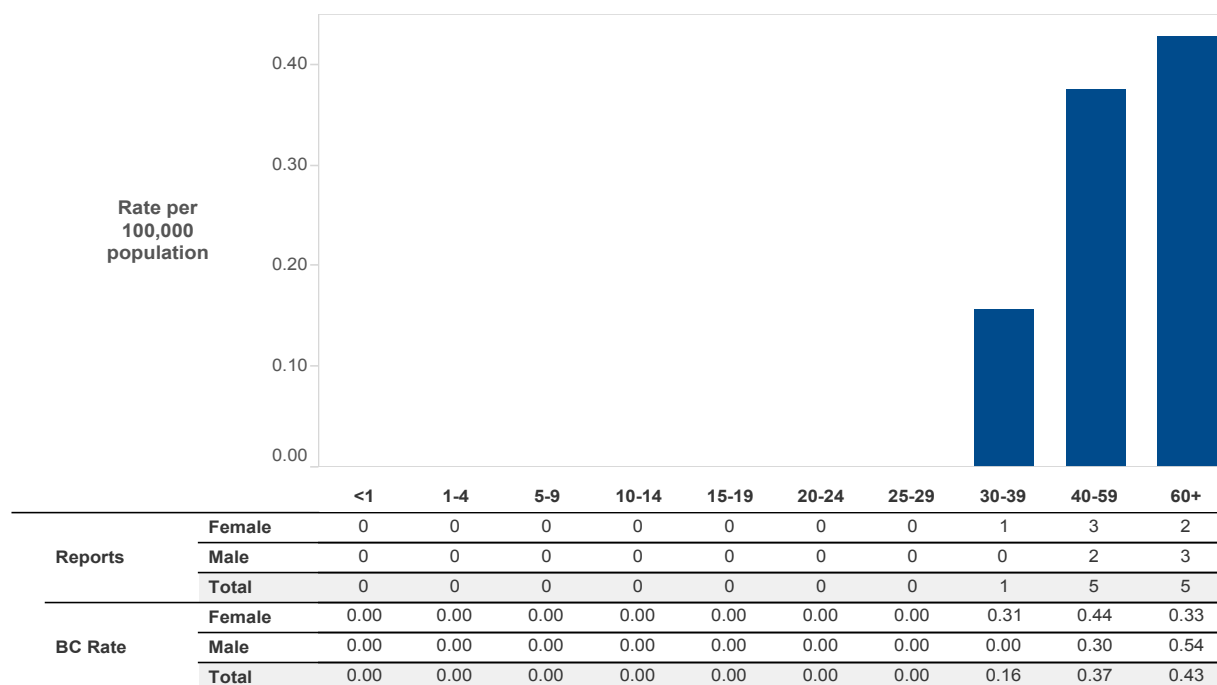 0.40
0.30
Rate per
100,000
population
0.20
0.10
0.00
<1 1-4 5-9 10-14 15-19 20-24 25-29 30-39 40-59 60+
Female 0 0 0 0 0 0 0 1 3 2
Reports Male 0 0 0 0 0 0 0 0 2 3
Total 0 0 0 0 0 0 0 1 5 5
Female 0.00 0.00 0.00 0.00 0.00 0.00 0.00 0.31 0.44 0.33
BC Rate Male 0.00 0.00 0.00 0.00 0.00 0.00 0.00 0.00 0.30 0.54
Total 0.00 0.00 0.00 0.00 0.00 0.00 0.00 0.16 0.37 0.43